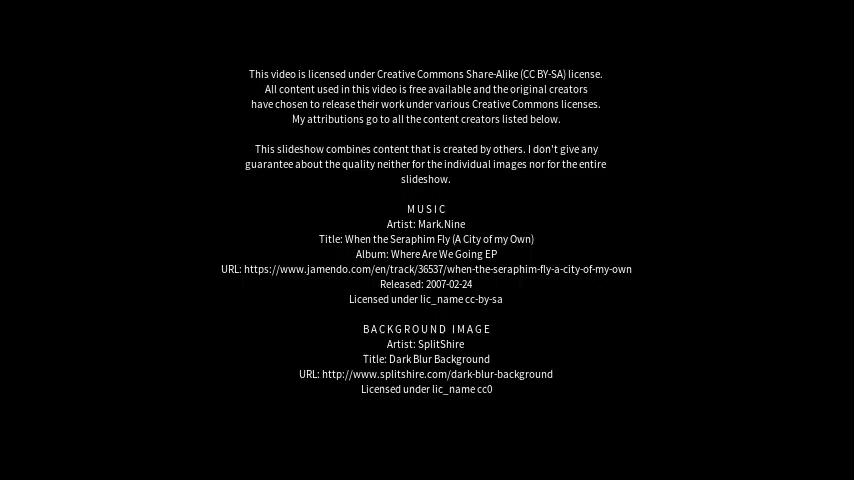 This video is licensed under Creative Commons Share-Alike (CC BY-SA) license.
All content used in this video is free available and the original creators
have chosen to release their work under various Creative Commons licenses.
My attributions go to all the content creators listed below.
This slideshow combines content that is created by others. I don't give any
guarantee about the quality neither for the individual images nor for the entire
slideshow.
MUSIC
Artist: Mark.Nine
Title: When the Seraphim Fly (A City of my Own)
Album: Where Are We Going EP
URL: https://www.jamendo.com/en/track/36537/when-the-seraphim-fly-a-city-of-my-own
Released: 2007-02-24
Licensed under lic_name cc-by-sa
BACKGROUND IMAGE
Artist: SplitShire
Title: Dark Blur Background
URL: http://www.splitshire.com/dark-blur-background
Licensed under lic_name cc0